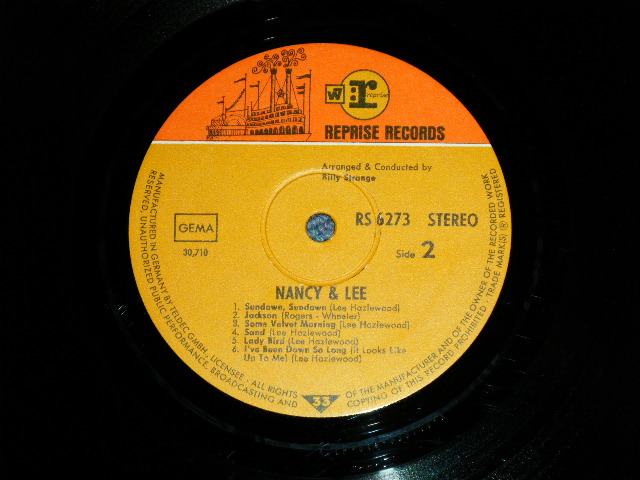 W
r
reprise
REPRISE RECORDS
Arranged & Conducted by
Billy Strange
GEMA
30,710
RS 6273 STEREO
Side 2
NANCY & LEE
1. Sundown, Sundown (Lee Hazlewood)
2. Jackson (Rogers - Wheeler)
3. Some Velvet Morning (Lee Hazlewood)
4. Sand (Lee Hazlewood)
5. Lady Bird (Lee Hazlewood)
6. I've Been Down So Long (It Looks Like
Up To Me) (Lee Hazlewood)
33
MANUFACTURED IN GERMANY BY TELDEC GMBH, LICENSEE · ALL RIGHTS
RESERVED, UNAUTHORIZED PUBLIC PERFORMANCE, BROADCASTING AND
OF THE MANUFACTURER AND OF THE OWNER OF THE RECORDED WORK
COPYING OF THIS RECORD PROHIBITED · TRADE MARK(S) ® REGISTERED